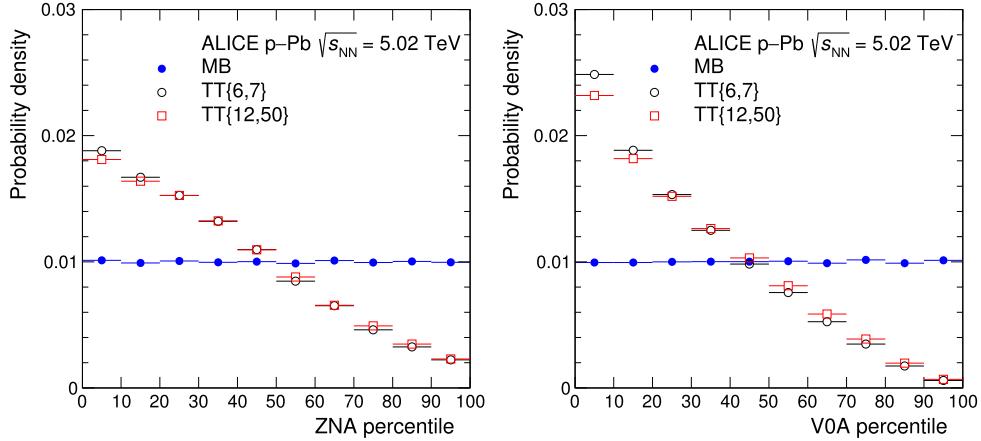 0.03
0.02
0.01
0
Probability density
ALICE p−Pb √sNN = 5.02 TeV
MB
TT{6,7}
TT{12,50}
0 10 20 30 40 50 60 70 80 90 100
ZNA percentile
0.03
0.02
0.01
0
Probability density
ALICE p−Pb √sNN = 5.02 TeV
MB
TT{6,7}
TT{12,50}
0 10 20 30 40 50 60 70 80 90 100
V0A percentile